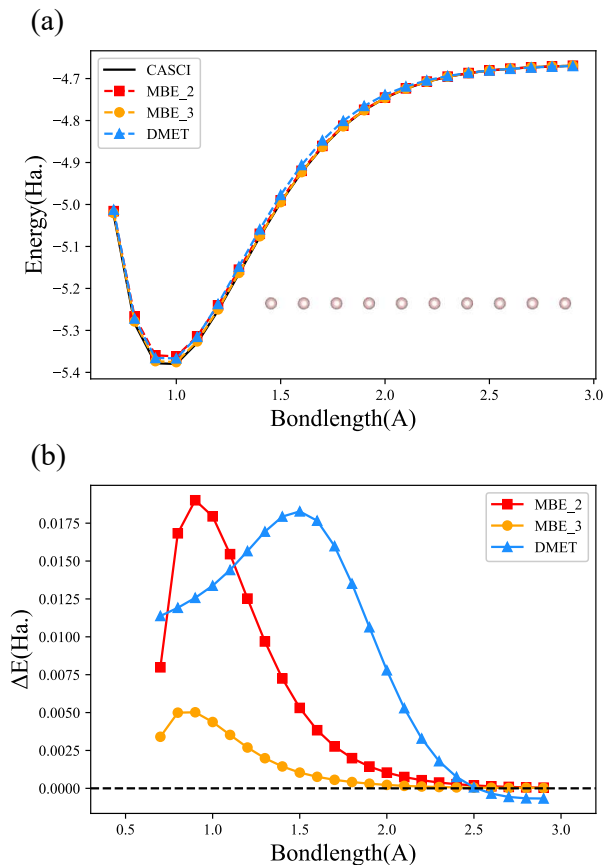 (a)
CASCI
MBE_2
MBE_3
DMET
Energy(Ha.)
−4.7
−4.8
−4.9
−5.0
−5.1
−5.2
−5.3
−5.4
1.0 1.5 2.0 2.5 3.0
Bondlength(A)
(b)
MBE_2
MBE_3
DMET
ΔE(Ha.)
0.0175
0.0150
0.0125
0.0100
0.0075
0.0050
0.0025
0.0000
0.5 1.0 1.5 2.0 2.5 3.0
Bondlength(A)